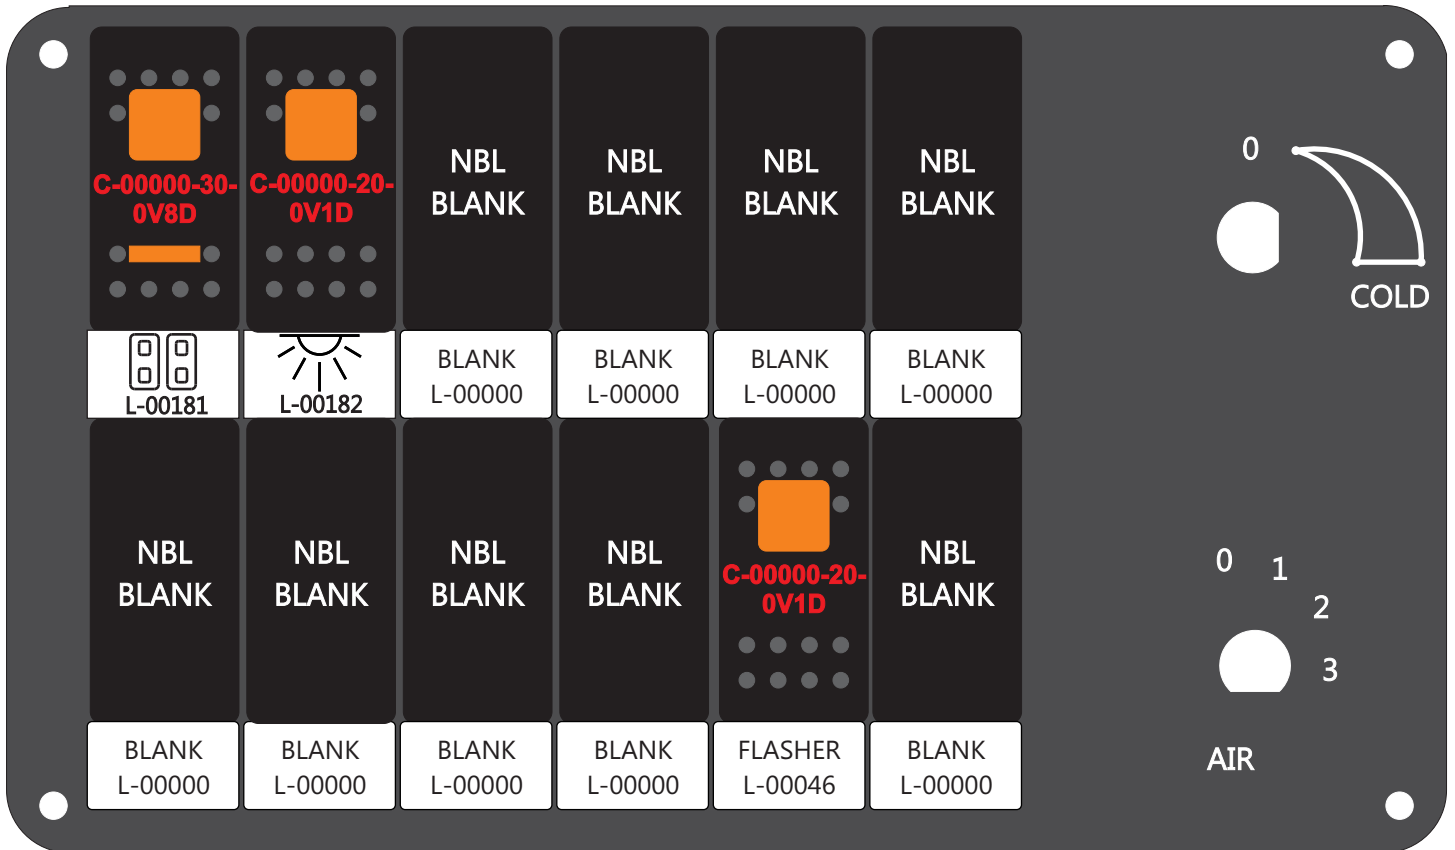 C-00000-30-
0V8D
C-00000-20-
0V1D
NBL
BLANK
NBL
BLANK
NBL
BLANK
NBL
BLANK
L-00181
L-00182
BLANK
L-00000
BLANK
L-00000
BLANK
L-00000
BLANK
L-00000
NBL
BLANK
NBL
BLANK
NBL
BLANK
NBL
BLANK
C-00000-20-
0V1D
NBL
BLANK
BLANK
L-00000
BLANK
L-00000
BLANK
L-00000
BLANK
L-00000
FLASHER
L-00046
BLANK
L-00000
0
COLD
0
1
2
3
AIR